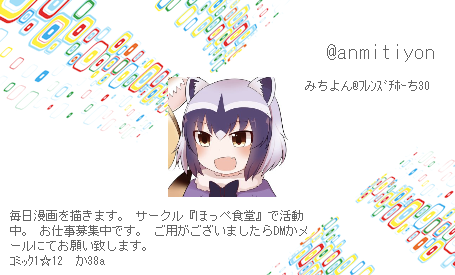 @anmitiyon
みちよん@ﾌﾚﾝｽﾞﾁﾎｰち30
毎日漫画を描きます。 サークル『ほっぺ食堂』で活動
中。 お仕事募集中です。 ご用がございましたらDMかメ
ールにてお願い致します。
ｺﾐｯｸ1☆12 か38a